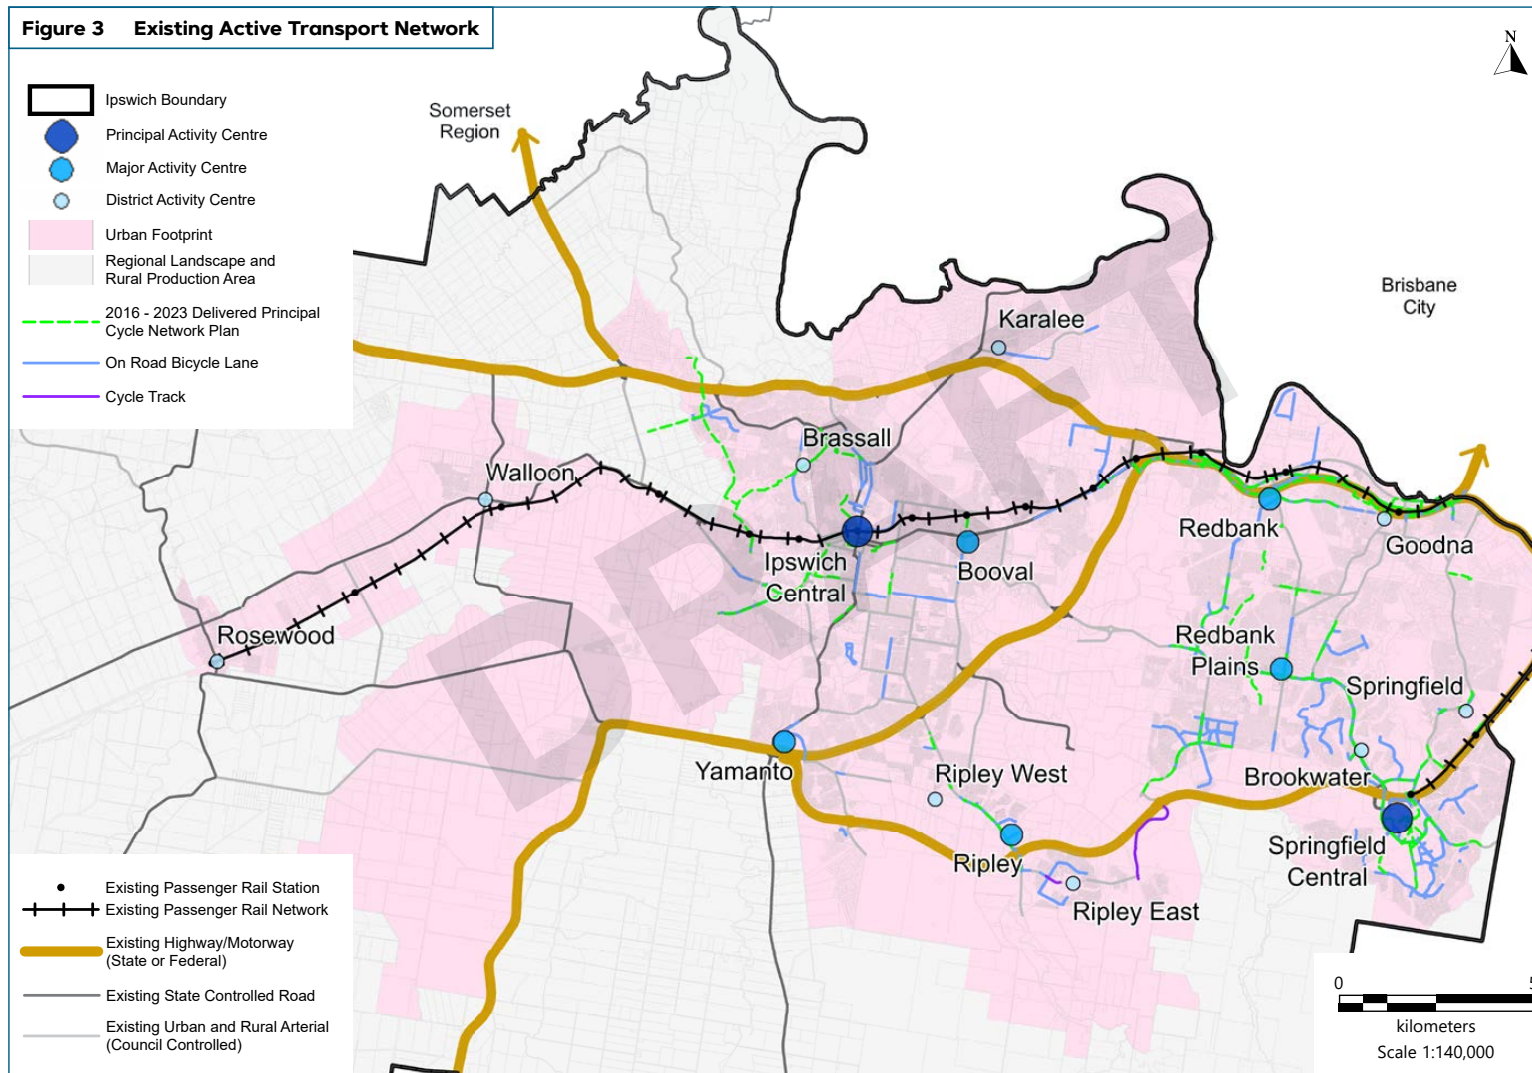 Figure 3 Existing Active Transport Network
N
Ipswich Boundary
Principal Activity Centre
Major Activity Centre
District Activity Centre
Urban Footprint
Regional Landscape and
Rural Production Area
2016 - 2023 Delivered Principal
Cycle Network Plan
On Road Bicycle Lane
Cycle Track
Somerset
Region
Brisbane
City
Karalee
Brassall
Walloon
Redbank
Goodna
Ipswich
Central
Booval
Rosewood
Redbank
Plains
Springfield
Yamanto
Ripley West
Brookwater
Ripley
Springfield
Central
Ripley East
DRAFT
Existing Passenger Rail Station
Existing Passenger Rail Network
Existing Highway/Motorway
(State or Federal)
Existing State Controlled Road
Existing Urban and Rural Arterial
(Council Controlled)
0 5
kilometers
Scale 1:140,000